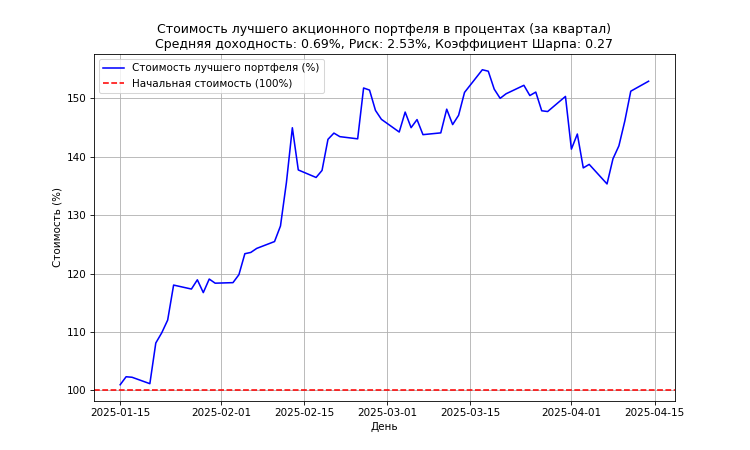 Стоимость лучшего акционного портфеля в процентах (за квартал)
Средняя доходность: 0.69%, Риск: 2.53%, Коэффициент Шарпа: 0.27
Стоимость лучшего портфеля (%)
Начальная стоимость (100%)
Стоимость (%)
150
140
130
120
110
100
2025-01-15 2025-02-01 2025-02-15 2025-03-01 2025-03-15 2025-04-01 2025-04-15
День